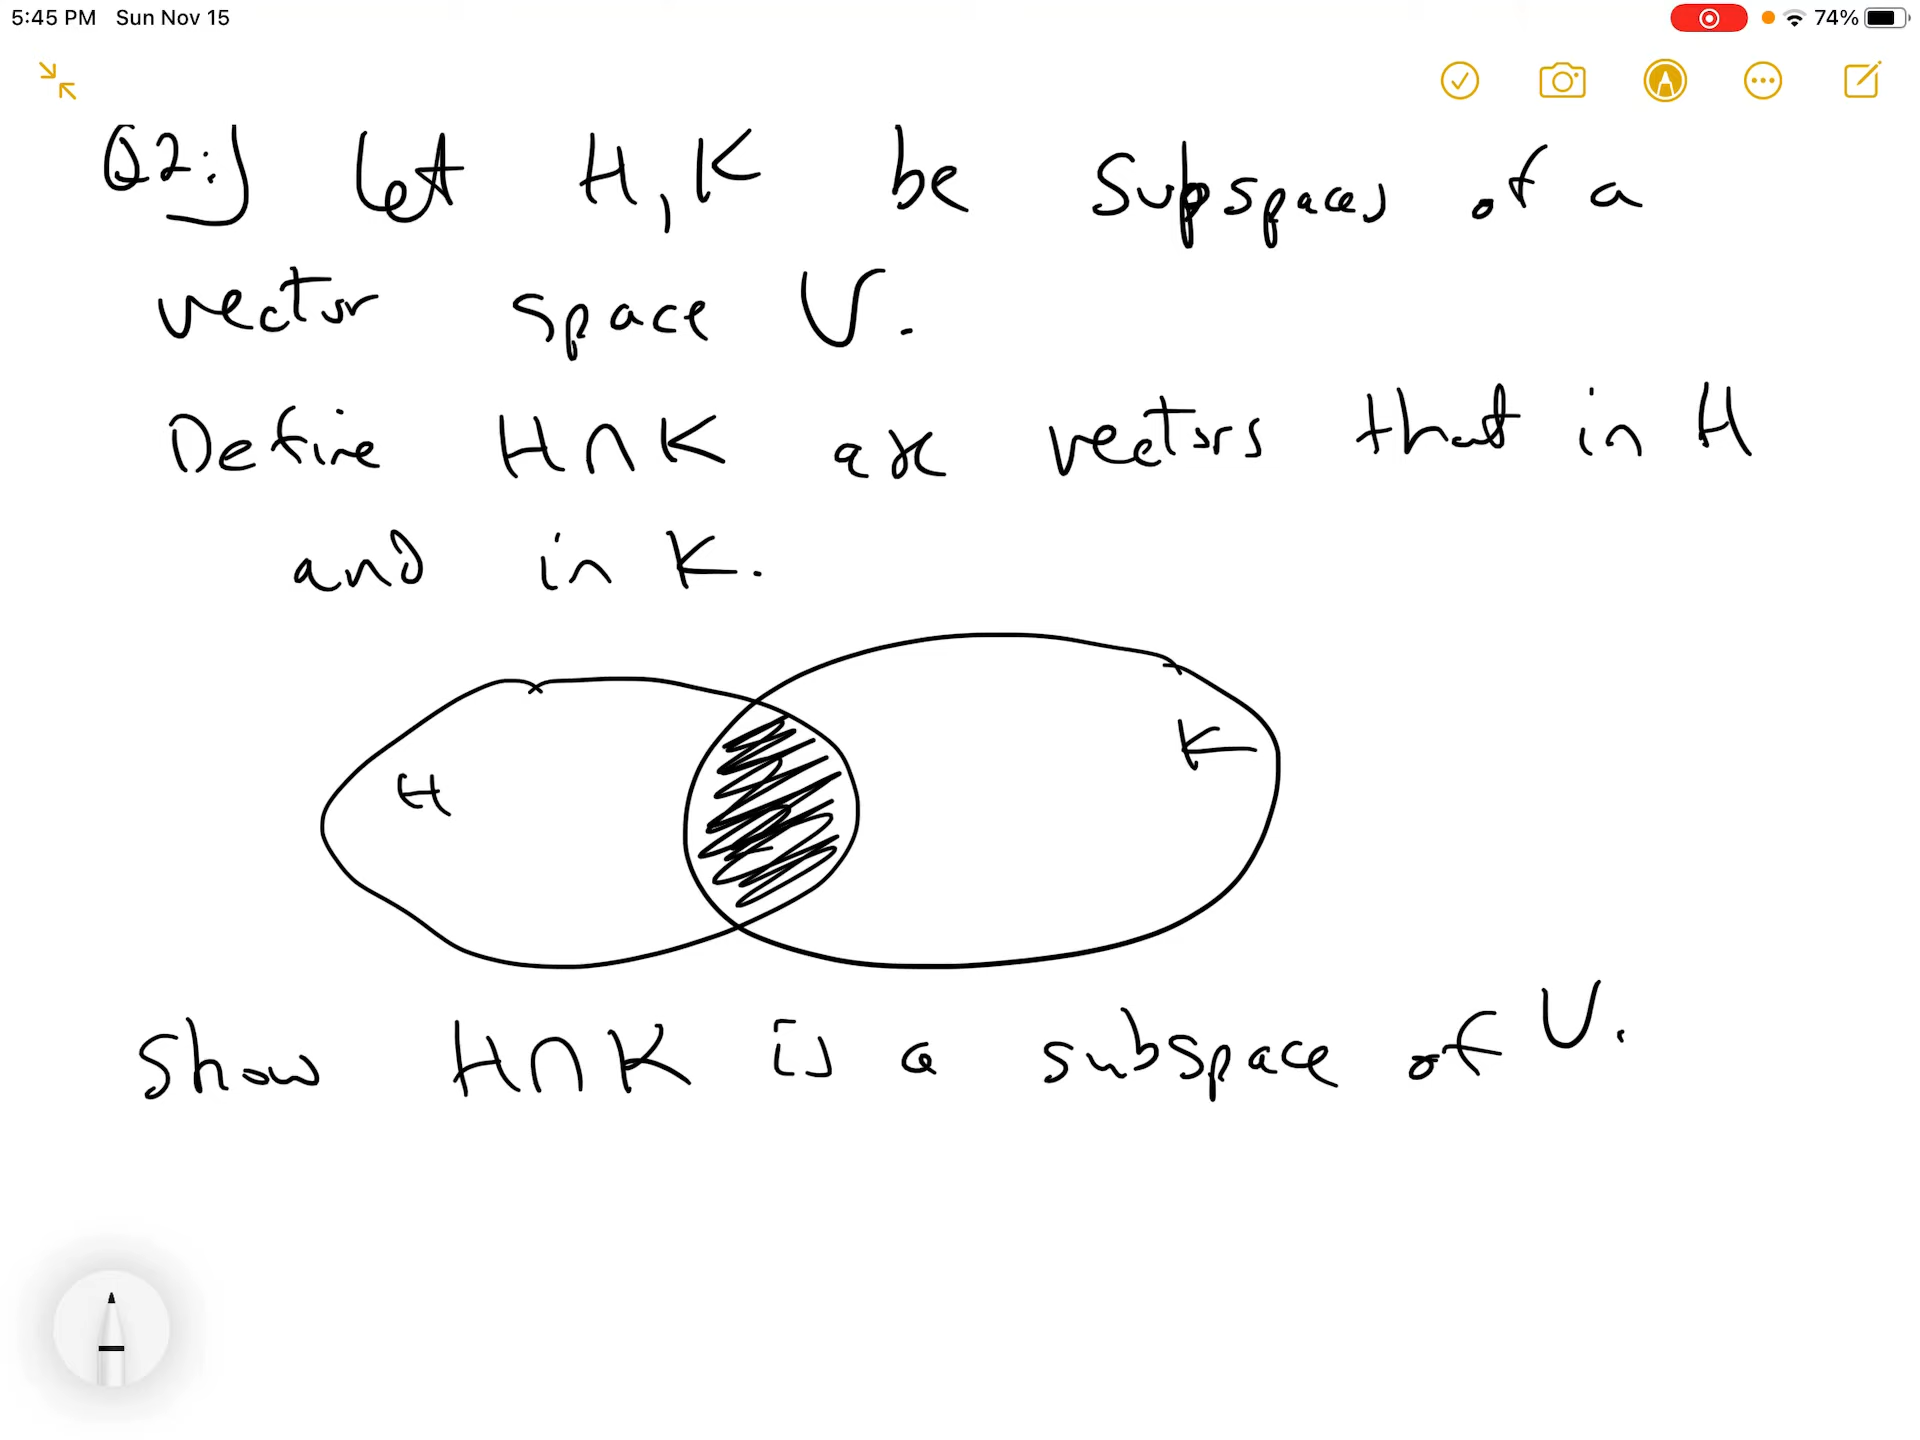 5:45 PM Sun Nov 15 74%
Q2:) Let H, K be subspaces of a
vector space V.
Define H∩K are vectors that in H
and in K.
H K
Show H∩K is a subspace of V.